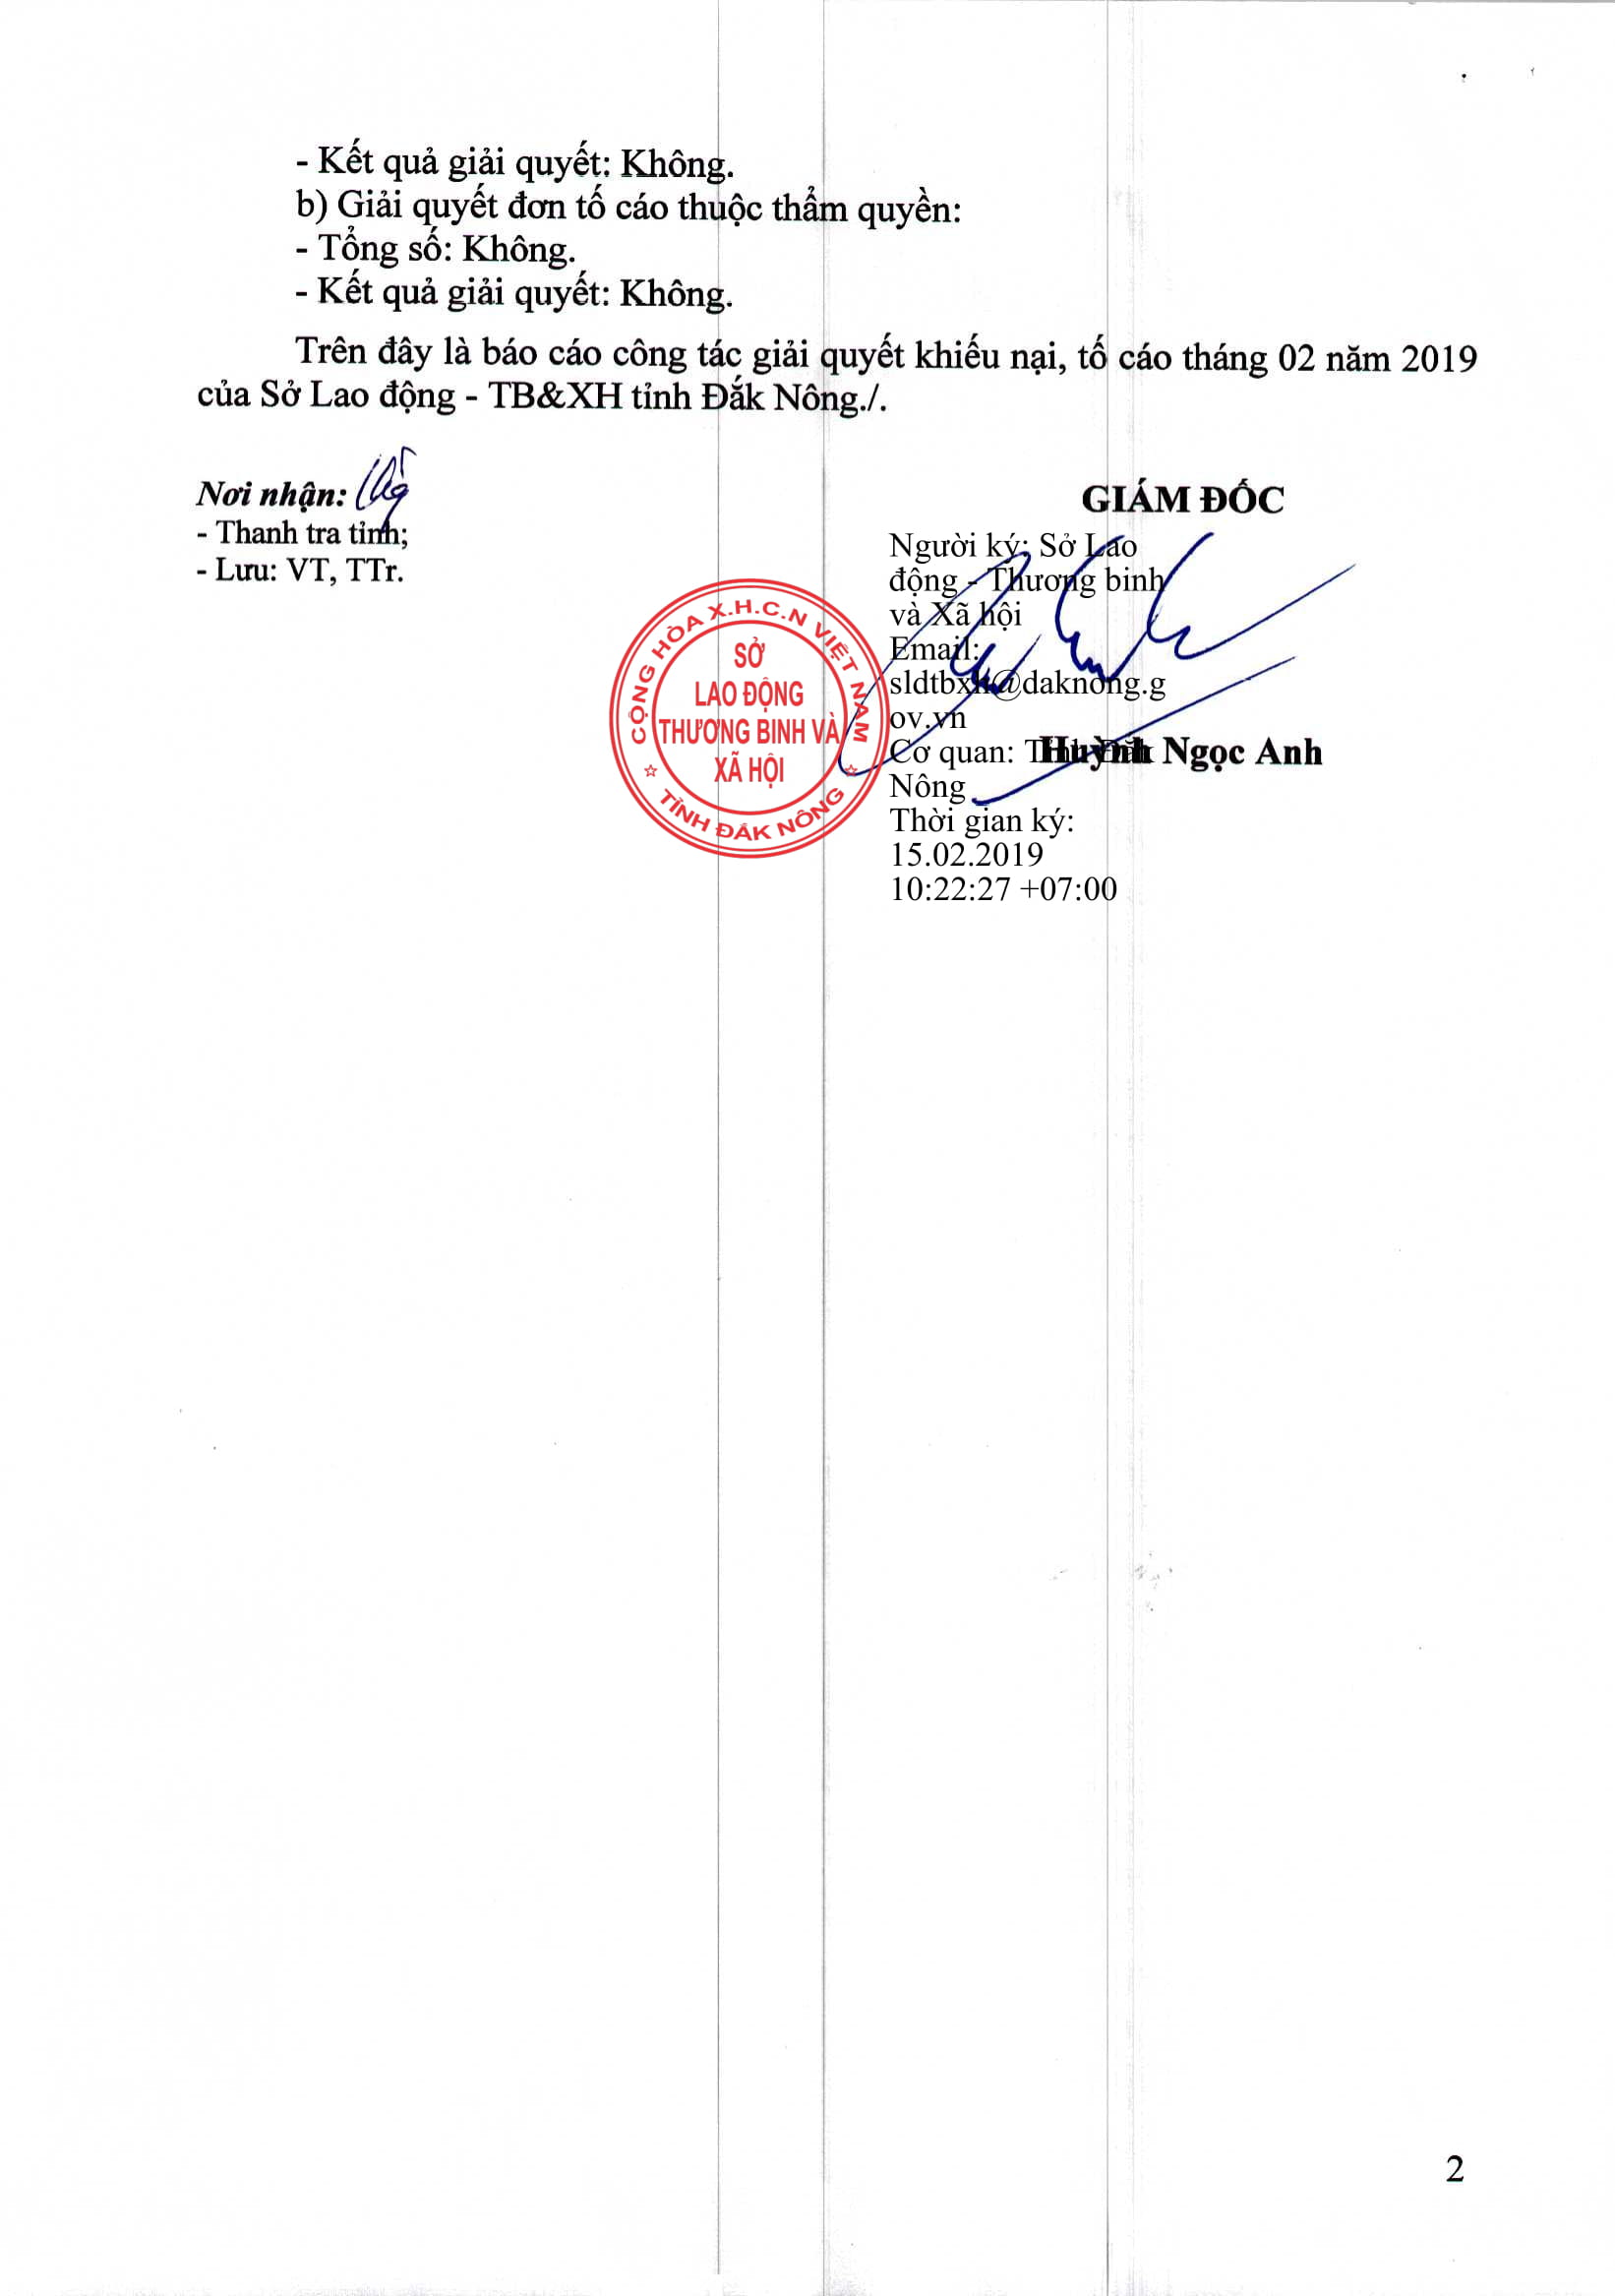 - Kết quả giải quyết: Không.
b) Giải quyết đơn tố cáo thuộc thẩm quyền:
- Tổng số: Không.
- Kết quả giải quyết: Không.
Trên đây là báo cáo công tác giải quyết khiếu nại, tố cáo tháng 02 năm 2019
của Sở Lao động - TB&XH tỉnh Đắk Nông./.
Nơi nhận:
- Thanh tra tỉnh;
- Lưu: VT, TTr.
GIÁM ĐỐC
Người ký: Sở Lao
động - Thương binh
và Xã hội
Email:
sldtbxh@daknong.g
ov.vn
Cơ quan: Tỉnh Đắk
Nông
Thời gian ký:
15.02.2019
10:22:27 +07:00
Huỳnh Ngọc Anh
CỘNG HÒA X.H.C.N VIỆT NAM
SỞ
LAO ĐỘNG
THƯƠNG BINH VÀ
XÃ HỘI
TỈNH ĐẮK NÔNG
2